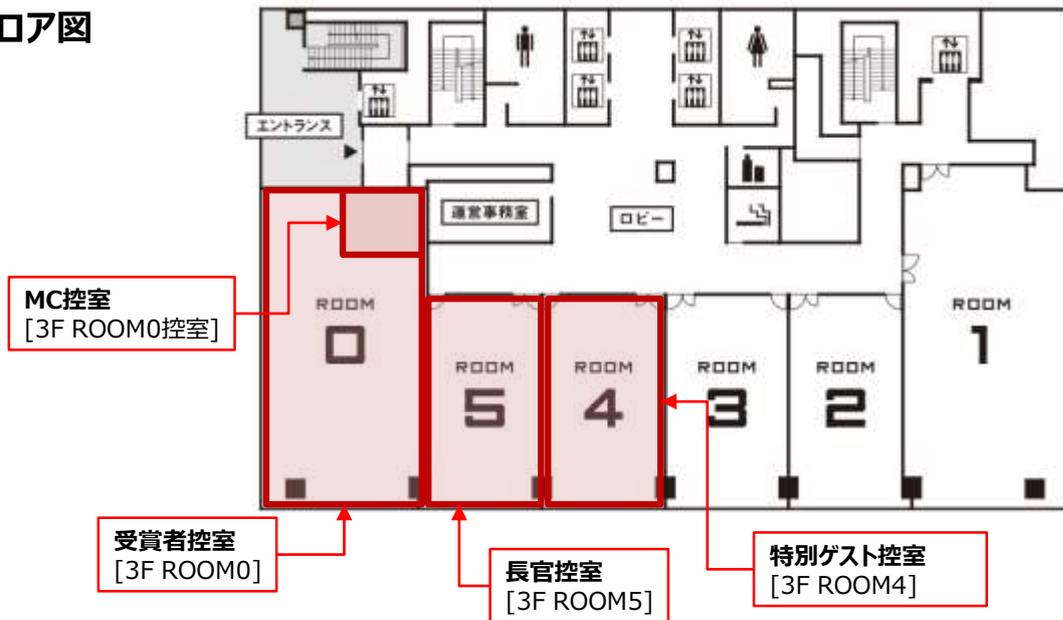 ロア図
エントランス
運営事務室
ロビー
MC控室
[3F ROOM0控室]
ROOM
0
ROOM
5
ROOM
4
ROOM
3
ROOM
2
ROOM
1
受賞者控室
[3F ROOM0]
長官控室
[3F ROOM5]
特別ゲスト控室
[3F ROOM4]